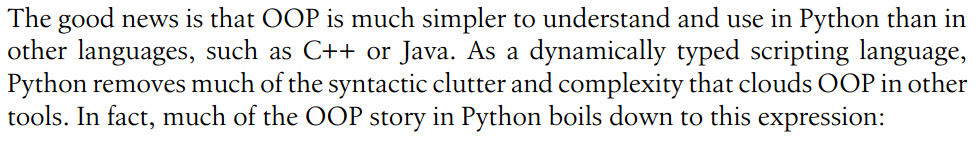 The good news is that OOP is much simpler to understand and use in Python than in
other languages, such as C++ or Java. As a dynamically typed scripting language,
Python removes much of the syntactic clutter and complexity that clouds OOP in other
tools. In fact, much of the OOP story in Python boils down to this expression: